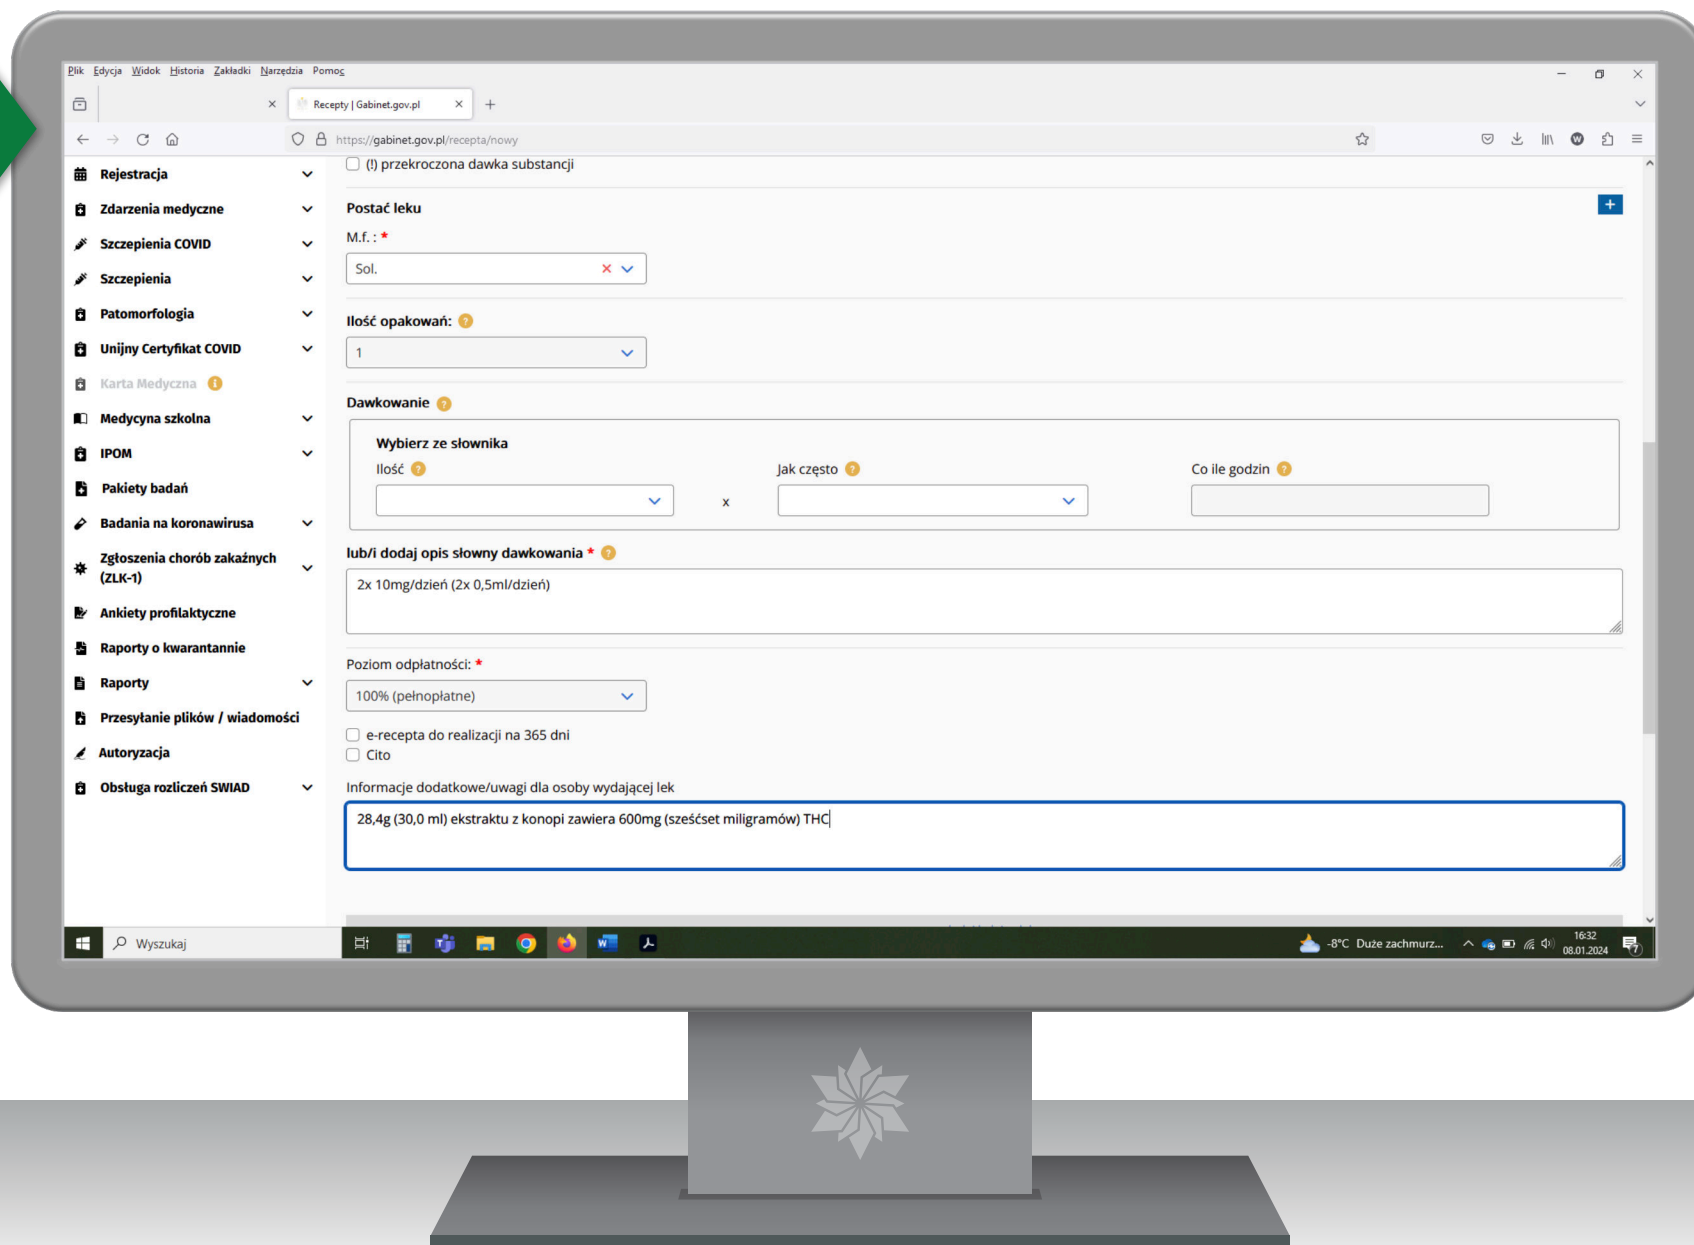 Plik Edycja Widok Historia Zakładki Narzędzia Pomoc
Recepty | Gabinet.gov.pl
https://gabinet.gov.pl/recepta/nowy
Rejestracja
Zdarzenia medyczne
Szczepienia COVID
Szczepienia
Patomorfologia
Unijny Certyfikat COVID
Karta Medyczna
Medycyna szkolna
IPOM
Pakiety badań
Badania na koronawirusa
Zgłoszenia chorób zakaźnych
(ZLK-1)
Ankiety profilaktyczne
Raporty o kwarantannie
Raporty
Przesyłanie plików / wiadomości
Autoryzacja
Obsługa rozliczeń SWIAD
(!) przekroczona dawka substancji
Postać leku
M.f. : *
Sol.
Ilość opakowań: ?
1
Dawkowanie ?
Wybierz ze słownika
Ilość ? Jak często ? Co ile godzin ?
x
lub/i dodaj opis słowny dawkowania * ?
2x 10mg/dzień (2x 0,5ml/dzień)
Poziom odpłatności: *
100% (pełnopłatne)
e-recepta do realizacji na 365 dni
Cito
Informacje dodatkowe/uwagi dla osoby wydającej lek
28,4g (30,0 ml) ekstraktu z konopi zawiera 600mg (sześćset miligramów) THC
Wyszukaj
-8°C Duże zachmurz...
16:32
08.01.2024
7